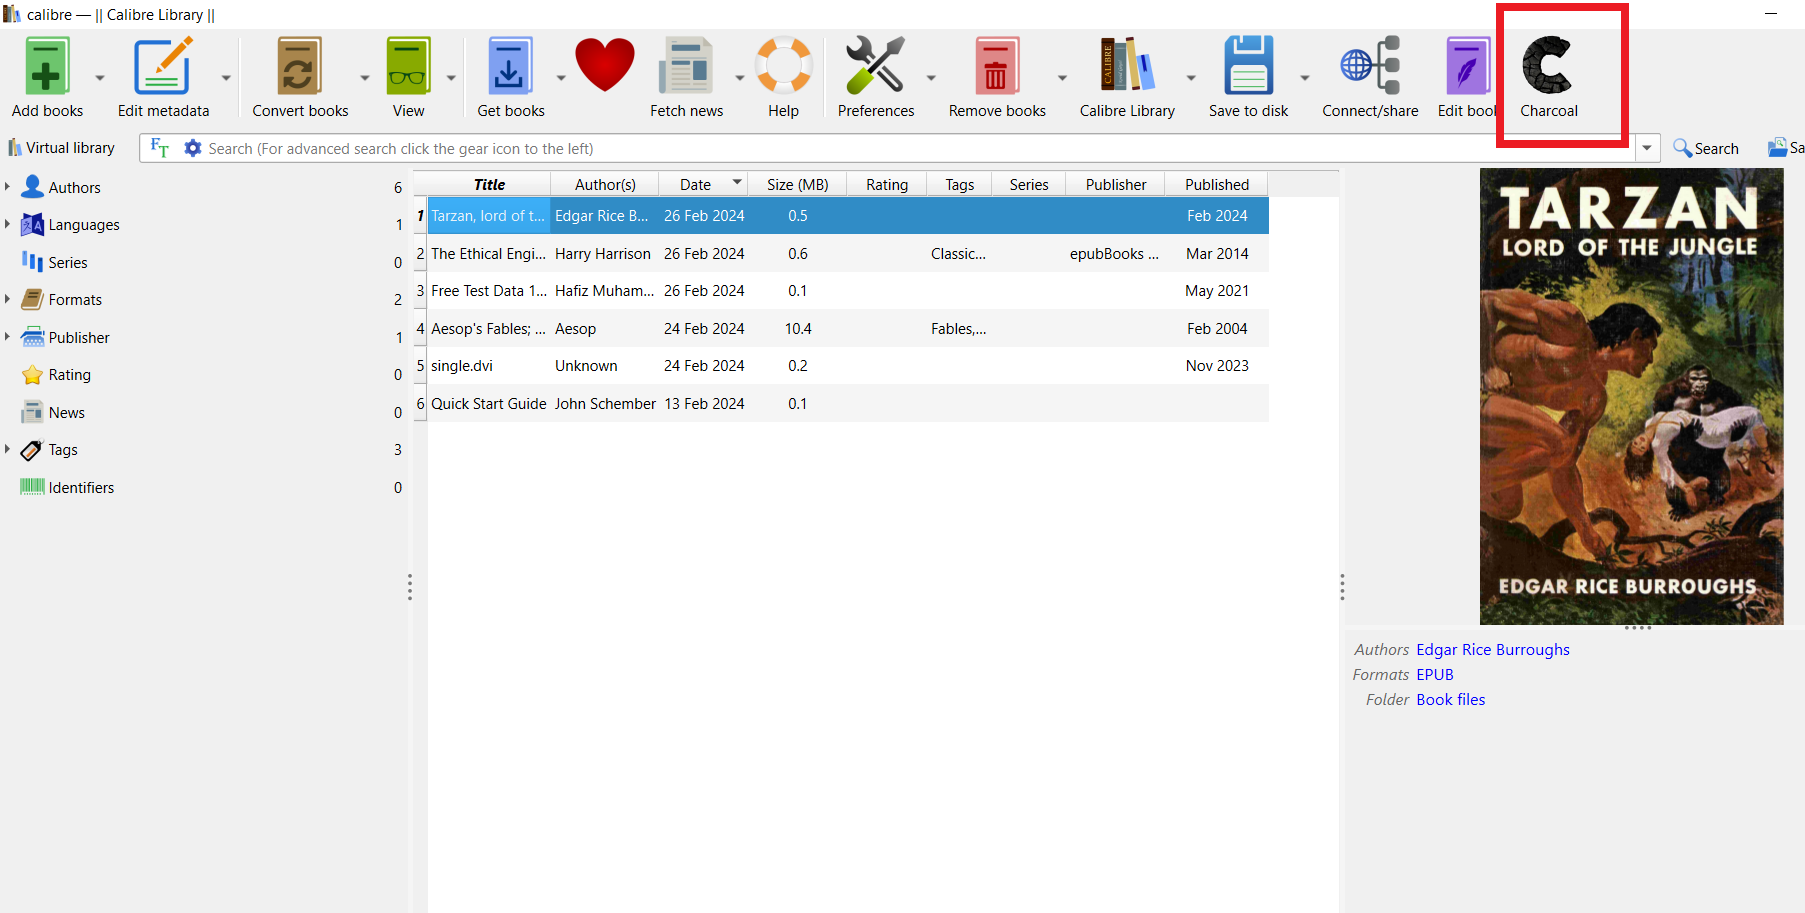 calibre — || Calibre Library ||
Add books
Edit metadata
Convert books
View
Get books
Fetch news
Help
Preferences
Remove books
Calibre Library
Save to disk
Connect/share
Edit book
Charcoal
Virtual library
FT
Search (For advanced search click the gear icon to the left)
Search
Sa
Authors 6
Languages 1
Series 0
Formats 2
Publisher 1
Rating 0
News 0
Tags 3
Identifiers 0
Title Author(s) Date Size (MB) Rating Tags Series Publisher Published
1 Tarzan, lord of t... Edgar Rice B... 26 Feb 2024 0.5 Feb 2024
2 The Ethical Engi... Harry Harrison 26 Feb 2024 0.6 Classic... epubBooks ... Mar 2014
3 Free Test Data 1... Hafiz Muham... 26 Feb 2024 0.1 May 2021
4 Aesop's Fables; ... Aesop 24 Feb 2024 10.4 Fables,... Feb 2004
5 single.dvi Unknown 24 Feb 2024 0.2 Nov 2023
6 Quick Start Guide John Schember 13 Feb 2024 0.1
TARZAN
LORD OF THE JUNGLE
EDGAR RICE BURROUGHS
Authors Edgar Rice Burroughs
Formats EPUB
Folder Book files